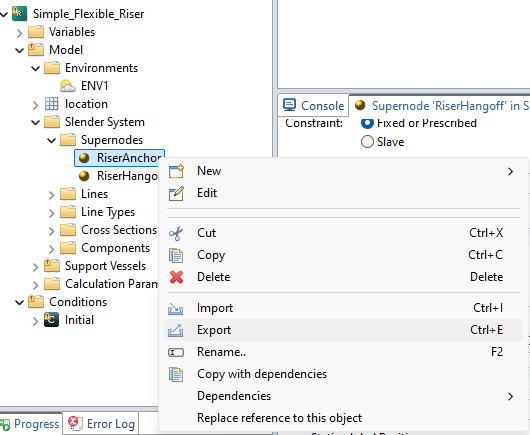 Simple_Flexible_Riser
Variables
Model
Environments
ENV1
location
Slender System
Supernodes
RiserAnchor
RiserHango
Lines
Line Types
Cross Sections
Components
Support Vessels
Calculation Param
Conditions
Initial
Progress
Error Log
Console
Supernode 'RiserHangoff' in S
Constraint:
Fixed or Prescribed
Slave
New
Edit
Cut Ctrl+X
Copy Ctrl+C
Delete Delete
Import Ctrl+I
Export Ctrl+E
Rename.. F2
Copy with dependencies
Dependencies
Replace reference to this object